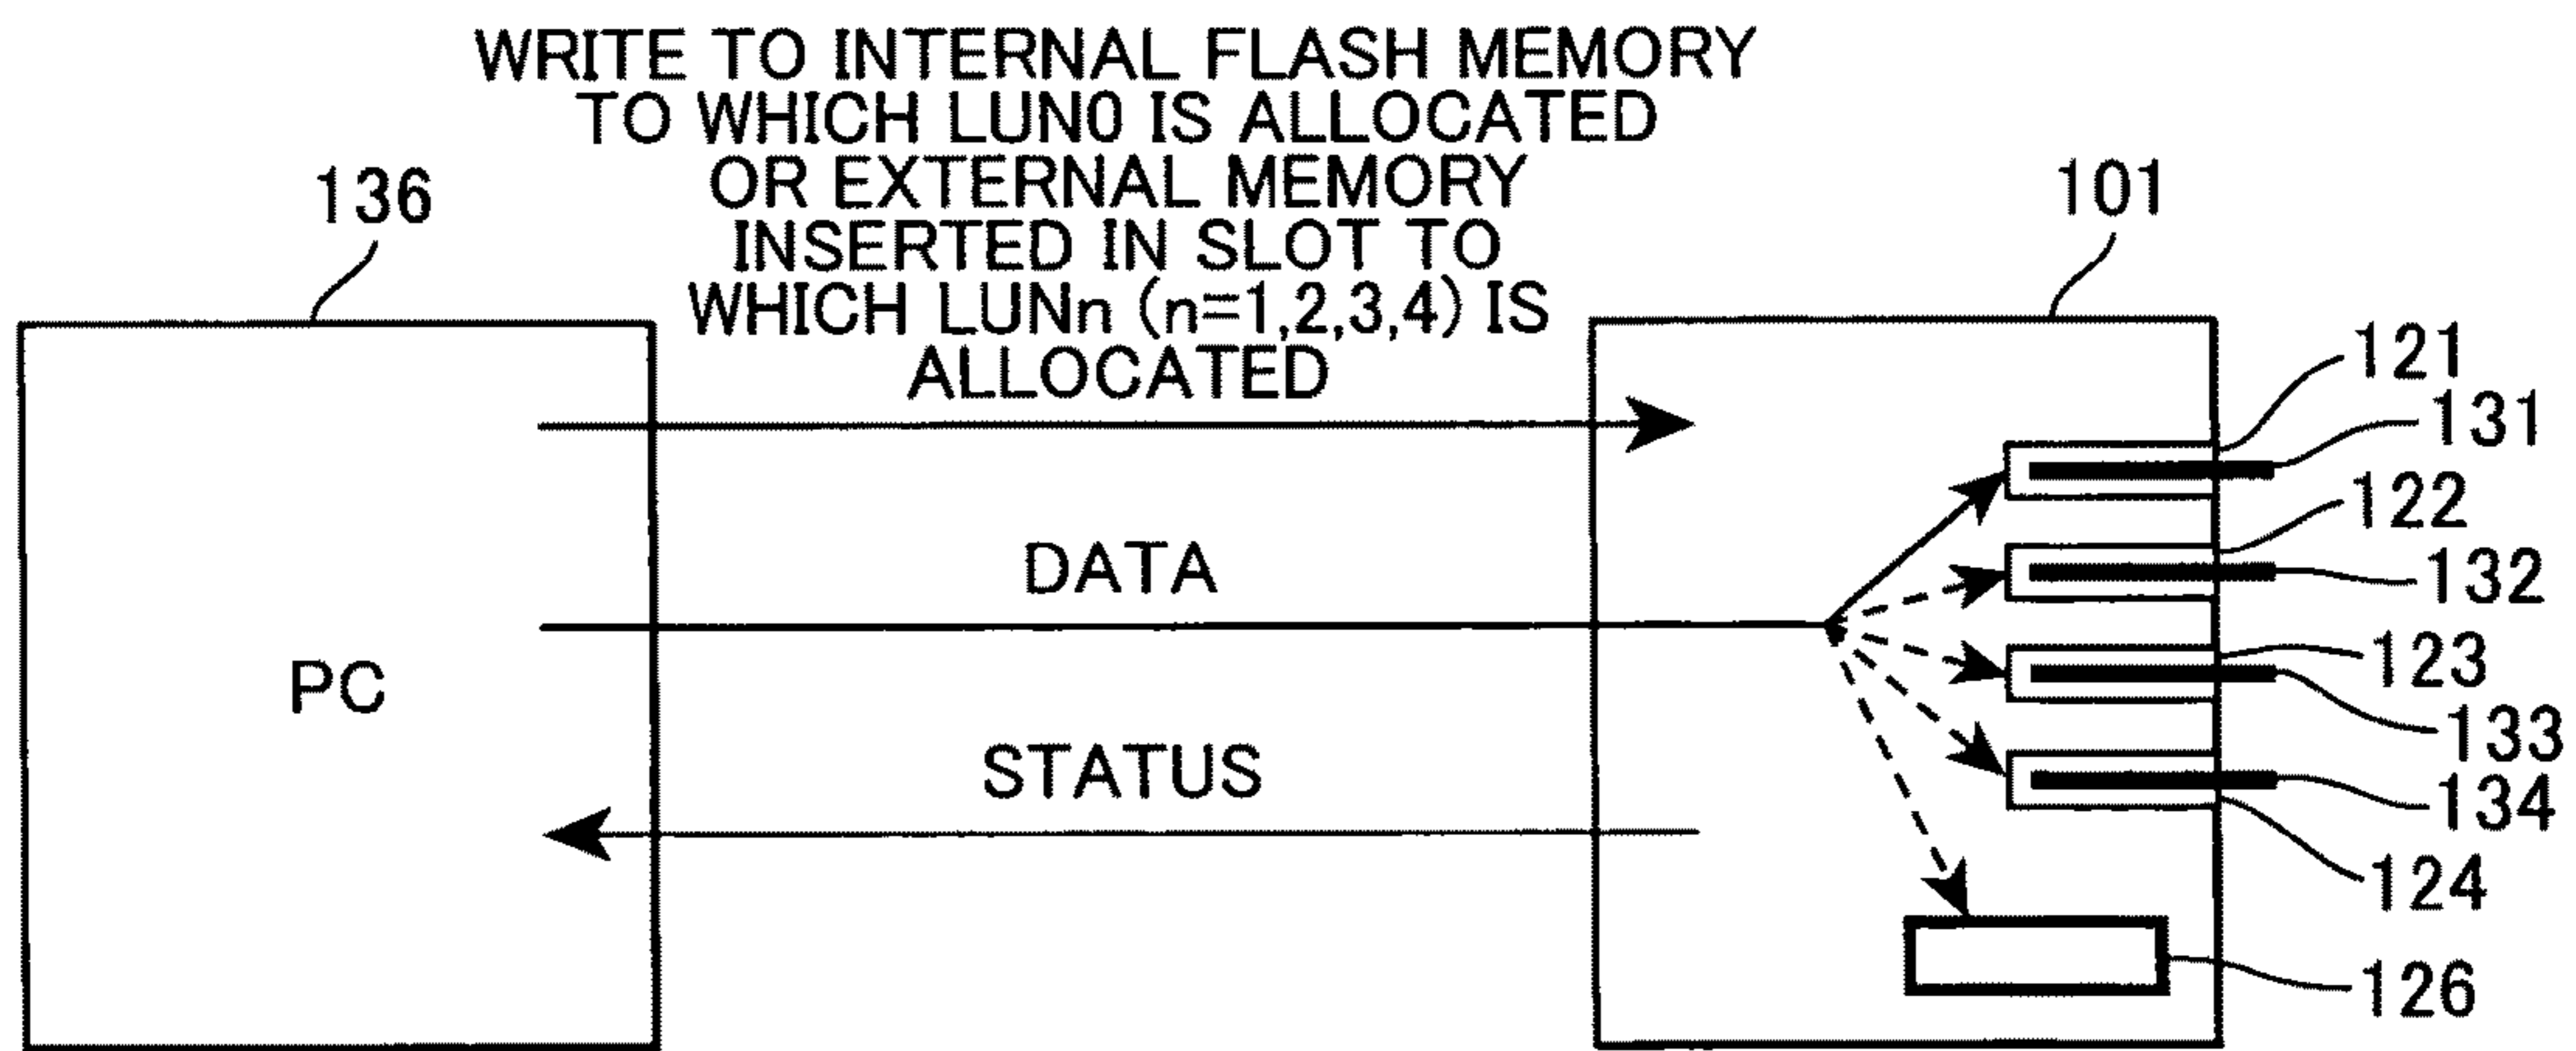 WRITE TO INTERNAL FLASH MEMORY
TO WHICH LUN0 IS ALLOCATED
OR EXTERNAL MEMORY
INSERTED IN SLOT TO
WHICH LUNn (n=1,2,3,4) IS
ALLOCATED
136
101
121
131
122
132
123
133
134
124
126
DATA
PC
STATUS